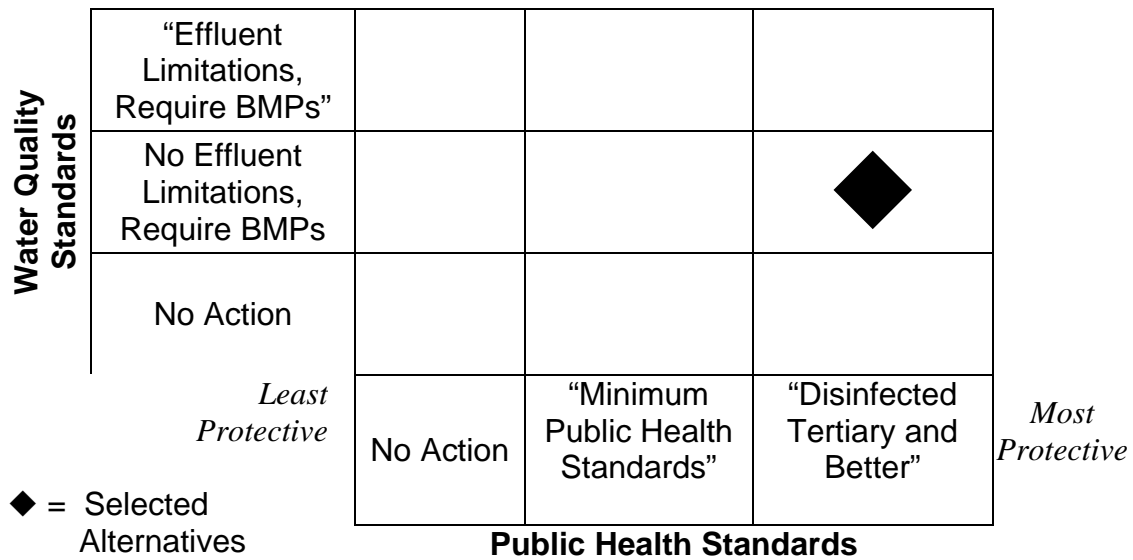 Water Quality
Standards
“Effluent
Limitations,
Require BMPs”
No Effluent
Limitations,
Require BMPs
No Action
Least
Protective
No Action
“Minimum
Public Health
Standards”
“Disinfected
Tertiary and
Better”
Most
Protective
◆ = Selected
Alternatives
Public Health Standards